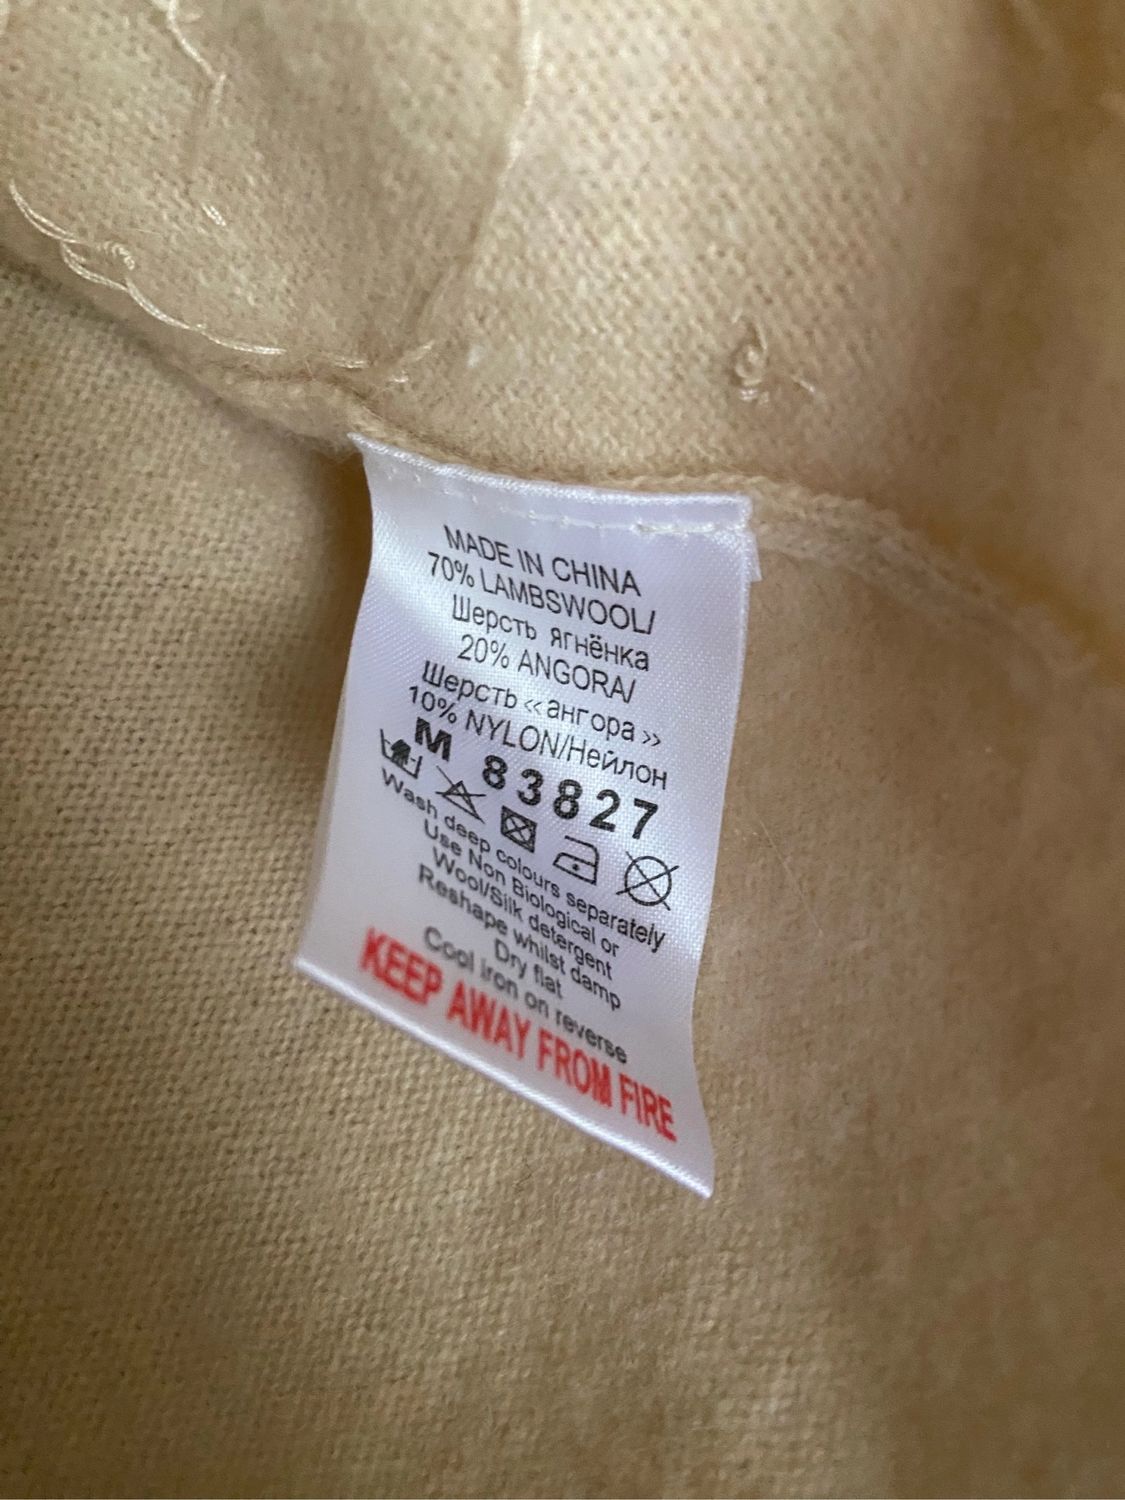 MADE IN CHINA
70% LAMBSWOOL/
Шерсть ягнёнка
20% ANGORA/
Шерсть «ангора»
10% NYLON/Нейлон
M 83827
Wash deep colours separately
Use Non Biological or
Wool/Silk detergent
Reshape whilst damp
Dry flat
Cool iron on reverse
KEEP AWAY FROM FIRE